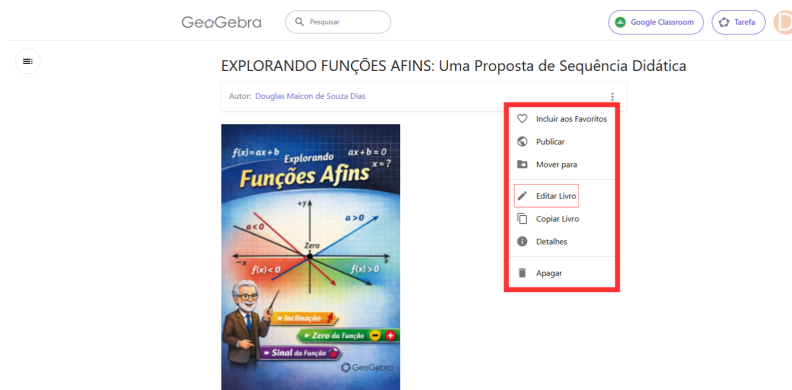 GeoGebra
Pesquisar
Google Classroom
Tarefa
D
EXPLORANDO FUNÇÕES AFINS: Uma Proposta de Sequência Didática
Autor: Douglas Maicon de Souza Dias
Incluir aos Favoritos
Publicar
Mover para
Editar Livro
Copiar Livro
Detalhes
Apagar
f(x)=ax+b
ax+b=0
Explorando
x=?
Funções Afins
+y
a>0
a<0
Zero
-x
x
f(x)<0
f(x)>0
Inclinação
Zero da Função
Sinal da Função
GeoGebra